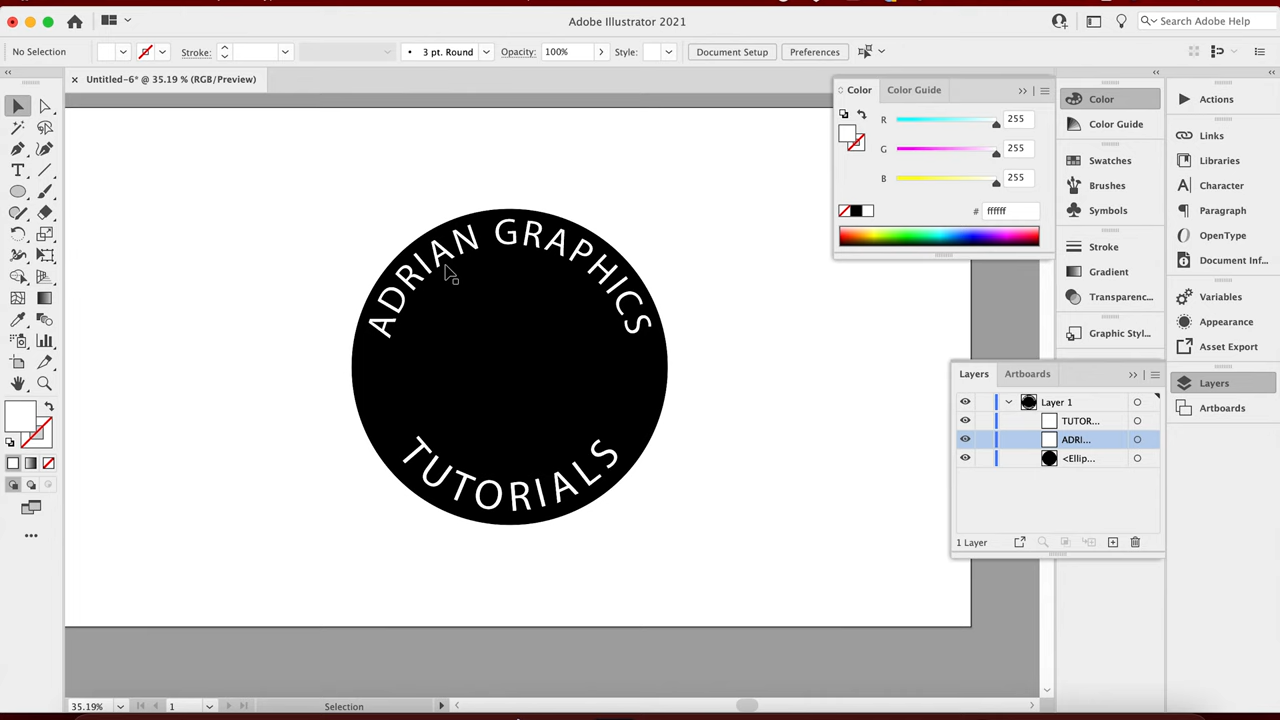 Adobe Illustrator 2021
Search Adobe Help
No Selection
Stroke:
3 pt. Round
Opacity:
100%
Style:
Document Setup
Preferences
Untitled-6* @ 35.19 % (RGB/Preview)
Color
Color Guide
R
255
G
255
B
255
#
ffffff
Color
Color Guide
Swatches
Brushes
Symbols
Stroke
Gradient
Transparenc...
Graphic Styl...
Actions
Links
Libraries
Character
Paragraph
OpenType
Document Inf...
Variables
Appearance
Asset Export
Layers
Artboards
ADRIAN GRAPHICS
TUTORIALS
Layers
Artboards
Layer 1
TUTOR...
ADRI...
<Ellip...
1 Layer
35.19%
1
Selection